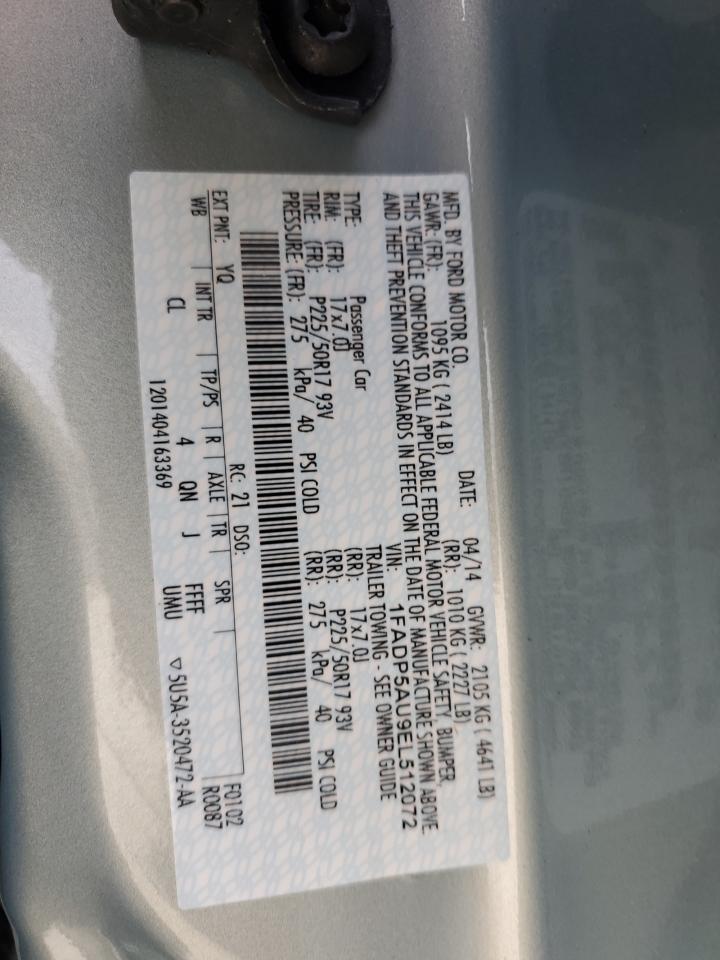 MFD. BY FORD MOTOR CO.
DATE: 04/14 GVWR: 2105 KG ( 4641 LB)
GAWR: (FR): 1095 KG ( 2414 LB) (RR): 1010 KG ( 2227 LB)
THIS VEHICLE CONFORMS TO ALL APPLICABLE FEDERAL MOTOR VEHICLE SAFETY, BUMPER,
AND THEFT PREVENTION STANDARDS IN EFFECT ON THE DATE OF MANUFACTURE SHOWN ABOVE.
VIN: 1FADP5AU9EL512072
TYPE: Passenger Car TRAILER TOWING - SEE OWNER GUIDE
RIM: (FR): 17x7.0J (RR): 17x7.0J
TIRE: (FR): P225/50R17 93V (RR): P225/50R17 93V
PRESSURE: (FR): 275 kPa/ 40 PSI COLD (RR): 275 kPa/ 40 PSI COLD
EXT PNT: YQ RC: 21 DSO: F0102
WB INT TR TP/PS R AXLE TR SPR R0087
CL 4 QN J FFFF
UMU
1201404163369 ▽5U5A-3520472-AA